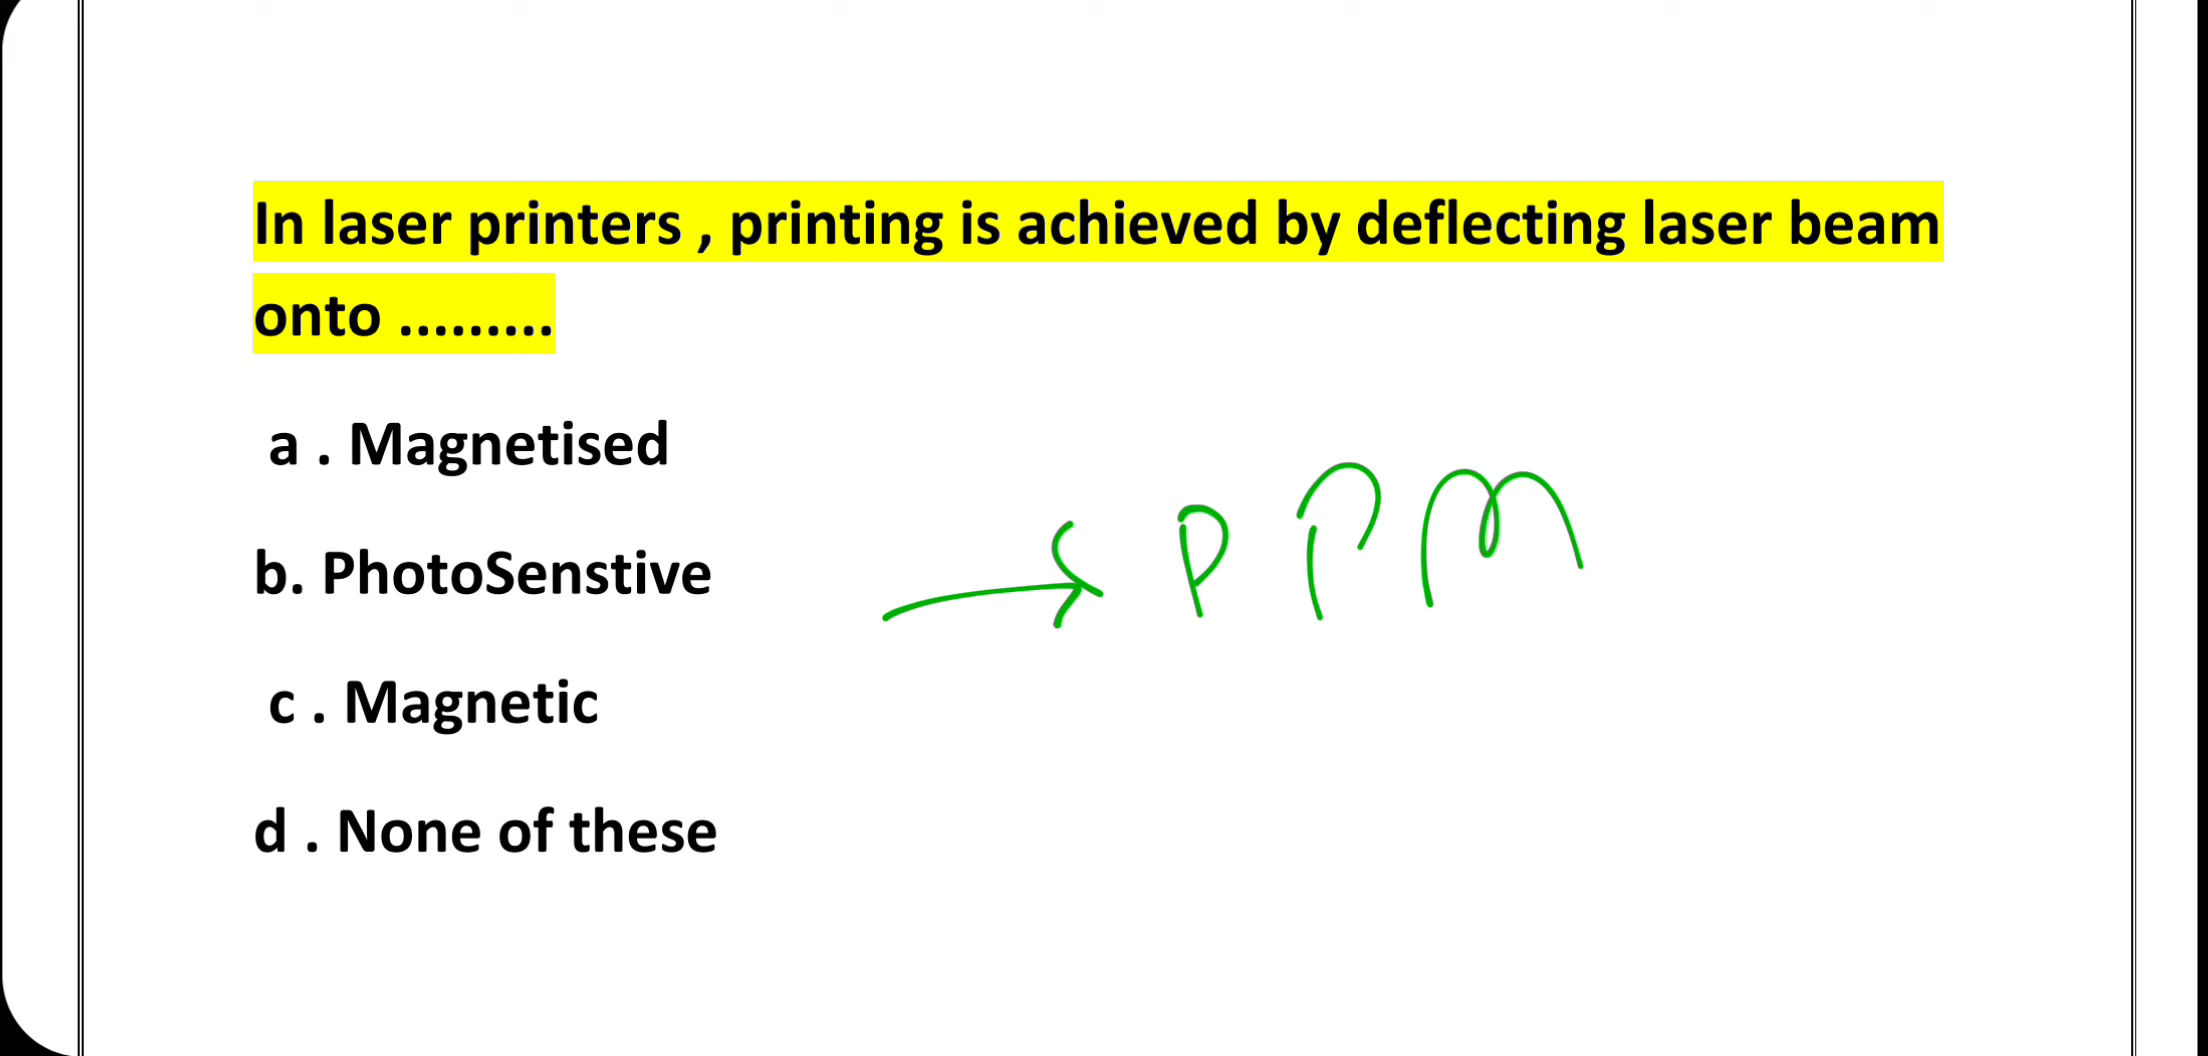 In laser printers , printing is achieved by deflecting laser beam
onto .........
a . Magnetised
b. PhotoSenstive
PPM
c . Magnetic
d . None of these